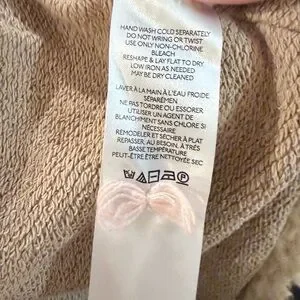 HAND WASH COLD SEPARATELY
DO NOT WRING OR TWIST
USE ONLY NON-CHLORINE
BLEACH
RESHAPE & LAY FLAT TO DRY
LOW IRON AS NEEDED
MAY BE DRY CLEANED
LAVER À LA MAIN À L'EAU FROIDE
SÉPARÉMEN
NE PAS TORDRE OU ESSORER
UTILISER UN AGENT DE
BLANCHIMENT SANS CHLORE SI
NÉCESSAIRE
REMODELER ET SÉCHER À PLAT
REPASSER, AU BESOIN, À TRÈS
BASSE TEMPÉRATURE
PEUT-ÊTRE ÊTRE NETTOYÉE SEC